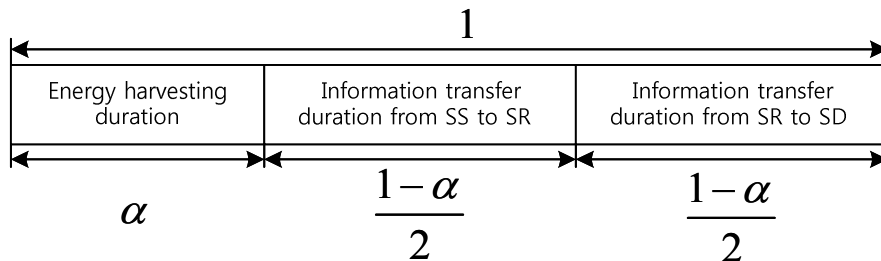 1
Energy harvesting
duration
Information transfer
duration from SS to SR
Information transfer
duration from SR to SD
α
1−α
2
1−α
2